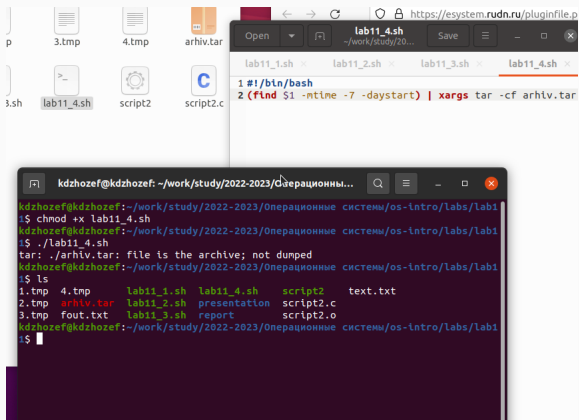 https://esystem.rudn.ru/pluginfile.p
Open
lab11_4.sh
~/work/study/20...
Save
lab11_1.sh ×
lab11_2.sh ×
lab11_3.sh ×
lab11_4.sh ×
1 #!/bin/bash
2 (find $1 -mtime -7 -daystart) | xargs tar -cf arhiv.tar
p
3.tmp
4.tmp
arhiv.tar
3.sh
lab11_4.sh
script2
script2.c
kdzhozef@kdzhozef: ~/work/study/2022-2023/Операционны...
kdzhozef@kdzhozef:~/work/study/2022-2023/Операционные системы/os-intro/labs/lab1
1$ chmod +x lab11_4.sh
kdzhozef@kdzhozef:~/work/study/2022-2023/Операционные системы/os-intro/labs/lab1
1$ ./lab11_4.sh
tar: ./arhiv.tar: file is the archive; not dumped
kdzhozef@kdzhozef:~/work/study/2022-2023/Операционные системы/os-intro/labs/lab1
1$ ls
1.tmp 4.tmp lab11_1.sh lab11_4.sh script2 text.txt
2.tmp arhiv.tar lab11_2.sh presentation script2.c
3.tmp fout.txt lab11_3.sh report script2.o
kdzhozef@kdzhozef:~/work/study/2022-2023/Операционные системы/os-intro/labs/lab1
1$